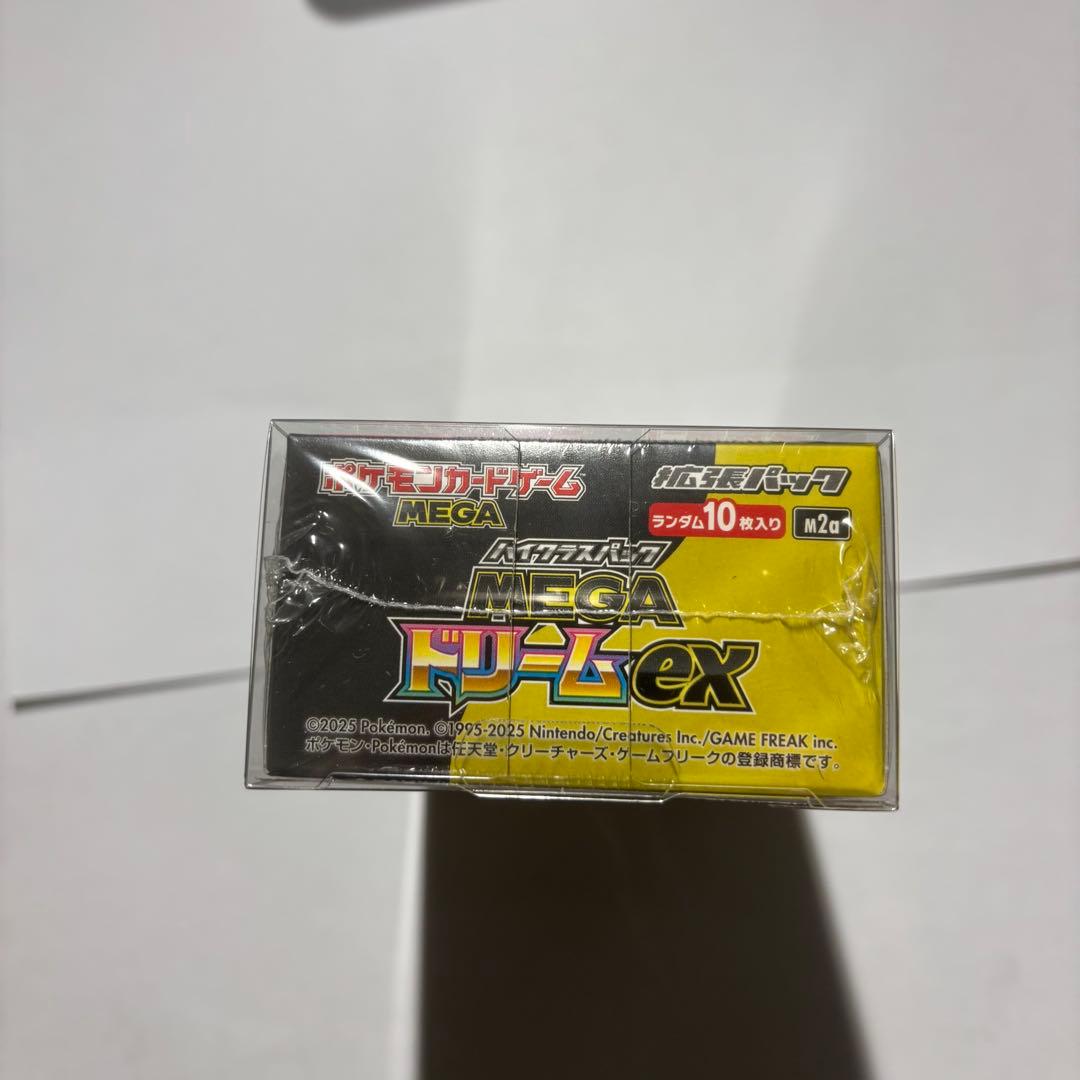 ポケモンカードゲーム
MEGA
拡張パック
ランダム10枚入り
M2a
ハイクラスパック
MEGA
ドリームex
©2025 Pokémon. ©1995-2025 Nintendo/Creatures Inc./GAME FREAK inc.
ポケモン・Pokémonは任天堂・クリーチャーズ・ゲームフリークの登録商標です。